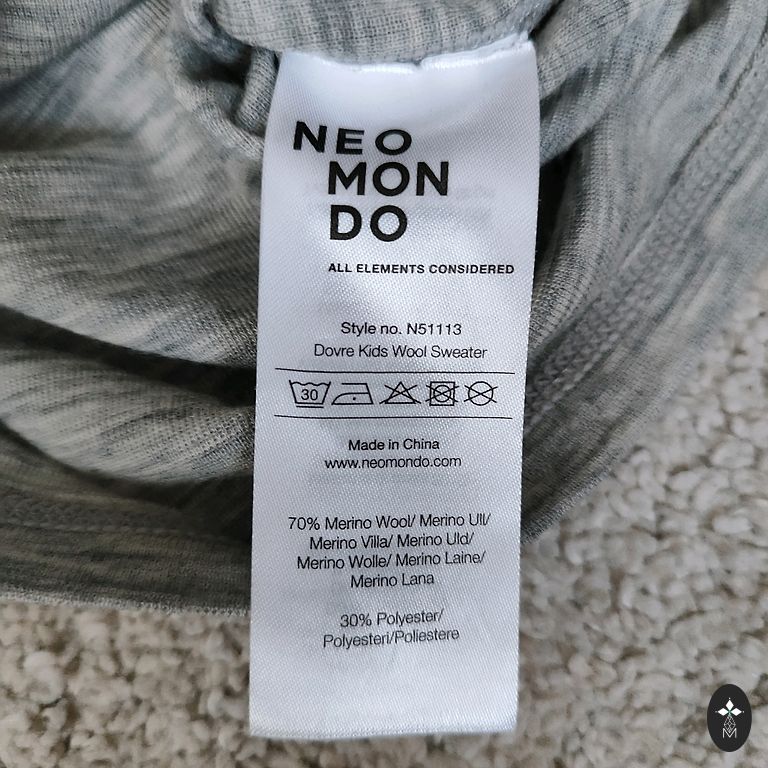 NEO
MON
DO
ALL ELEMENTS CONSIDERED
Style no. N51113
Dovre Kids Wool Sweater
30
Made in China
www.neomondo.com
70% Merino Wool/ Merino Ull/
Merino Villa/ Merino Uld/
Merino Wolle/ Merino Laine/
Merino Lana
30% Polyester/
Polyesteri/Poliestere
M